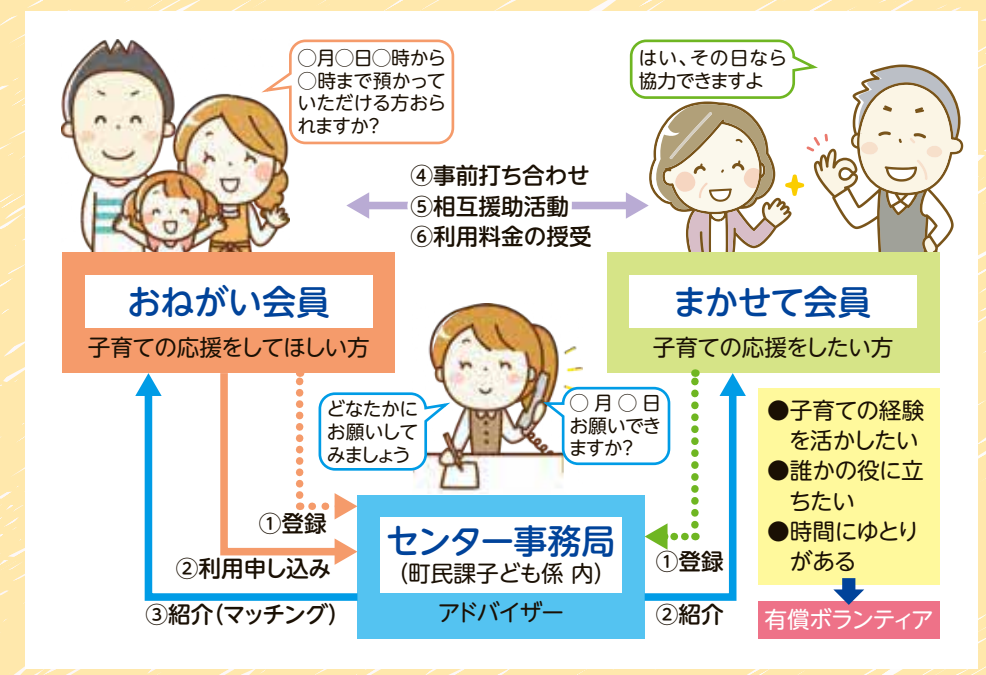 ◯月◯日◯時から
◯時まで預かって
いただける方おら
れますか?
はい、その日なら
協力できますよ
④事前打ち合わせ
⑤相互援助活動
⑥利用料金の授受
おねがい会員
子育ての応援をしてほしい方
まかせて会員
子育ての応援をしたい方
どなたかに
お願いして
みましょう
◯月◯日
お願いでき
ますか?
●子育ての経験
を活かしたい
●誰かの役に立
ちたい
●時間にゆとり
がある
有償ボランティア
①登録
②利用申し込み
③紹介(マッチング)
センター事務局
(町民課子ども係 内)
アドバイザー
①登録
②紹介